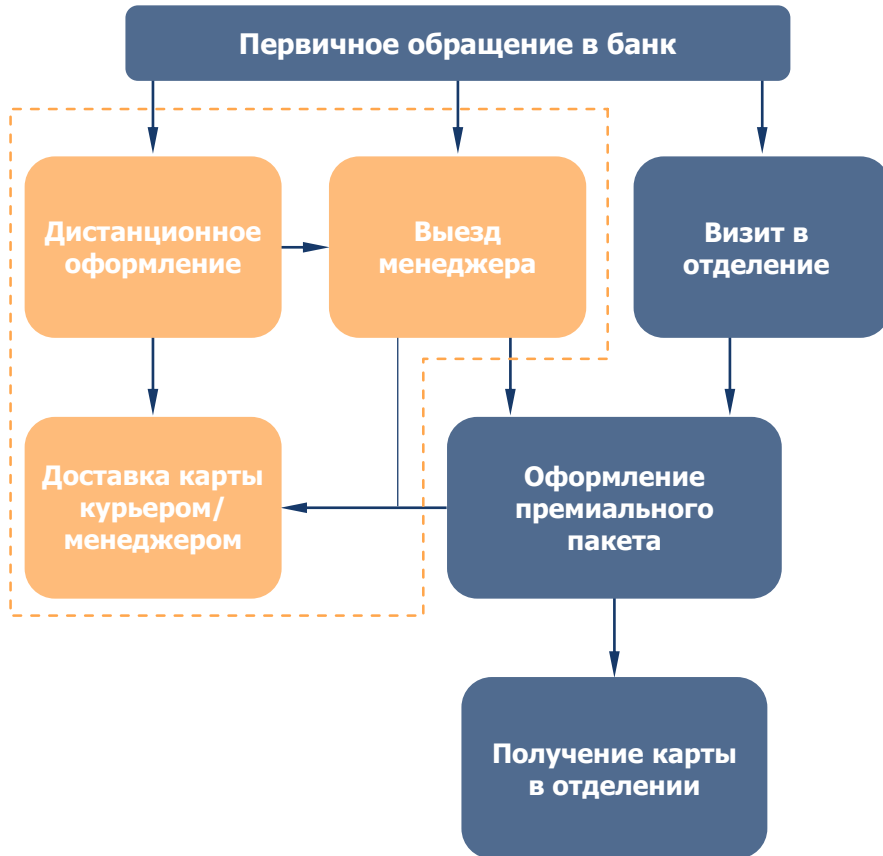 Первичное обращение в банк
Дистанционное
оформление
Выезд
менеджера
Визит в
отделение
Доставка карты
курьером/
менеджером
Оформление
премиального
пакета
Получение карты
в отделении